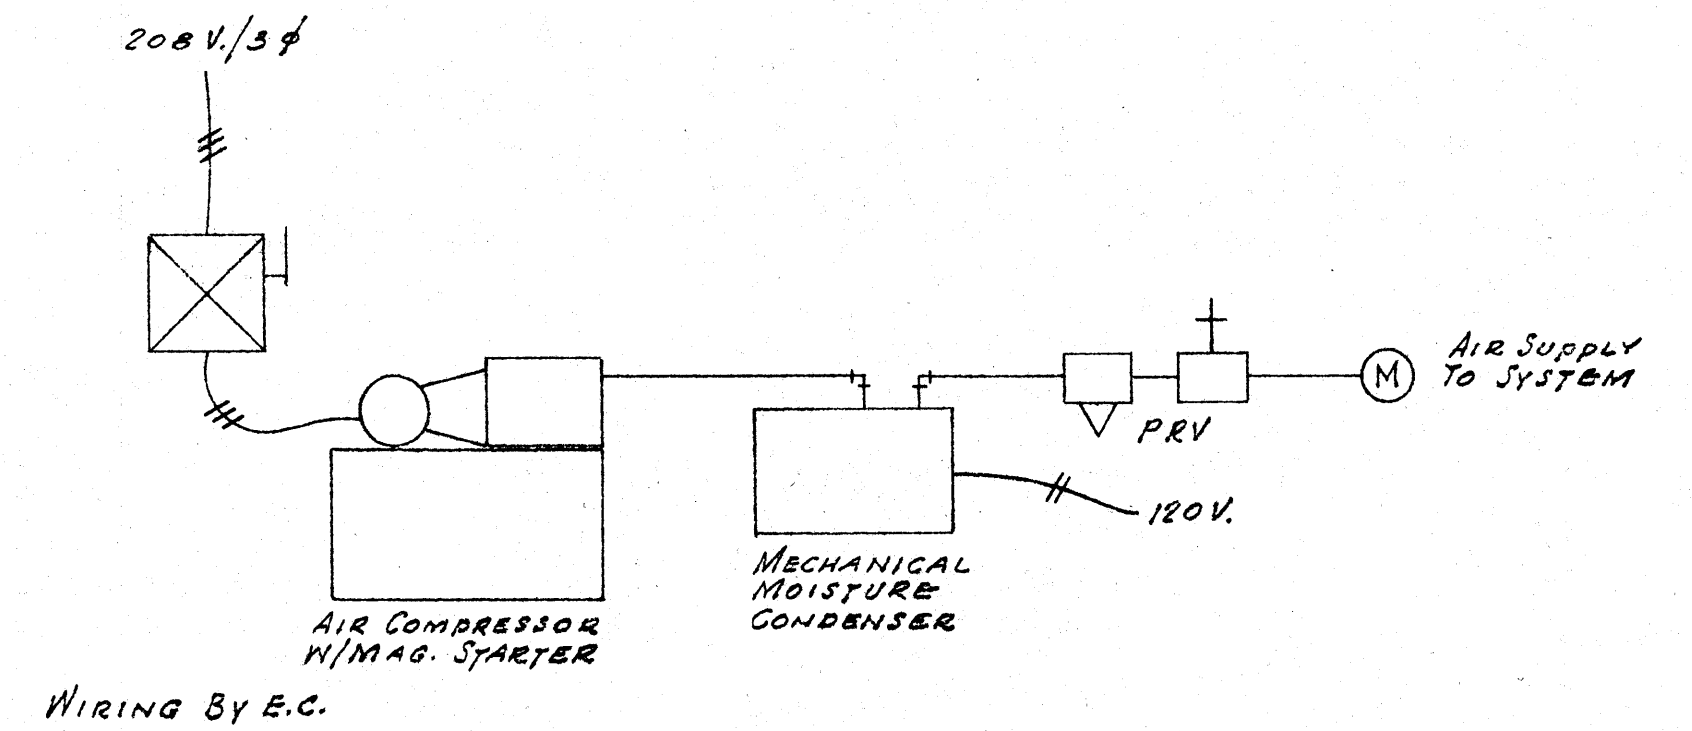 208 V./3 ϕ
AIR SUPPLY
TO SYSTEM
M
PRV
120 V.
MECHANICAL
MOISTURE
CONDENSER
AIR COMPRESSOR
W/MAG. STARTER
WIRING BY E.C.